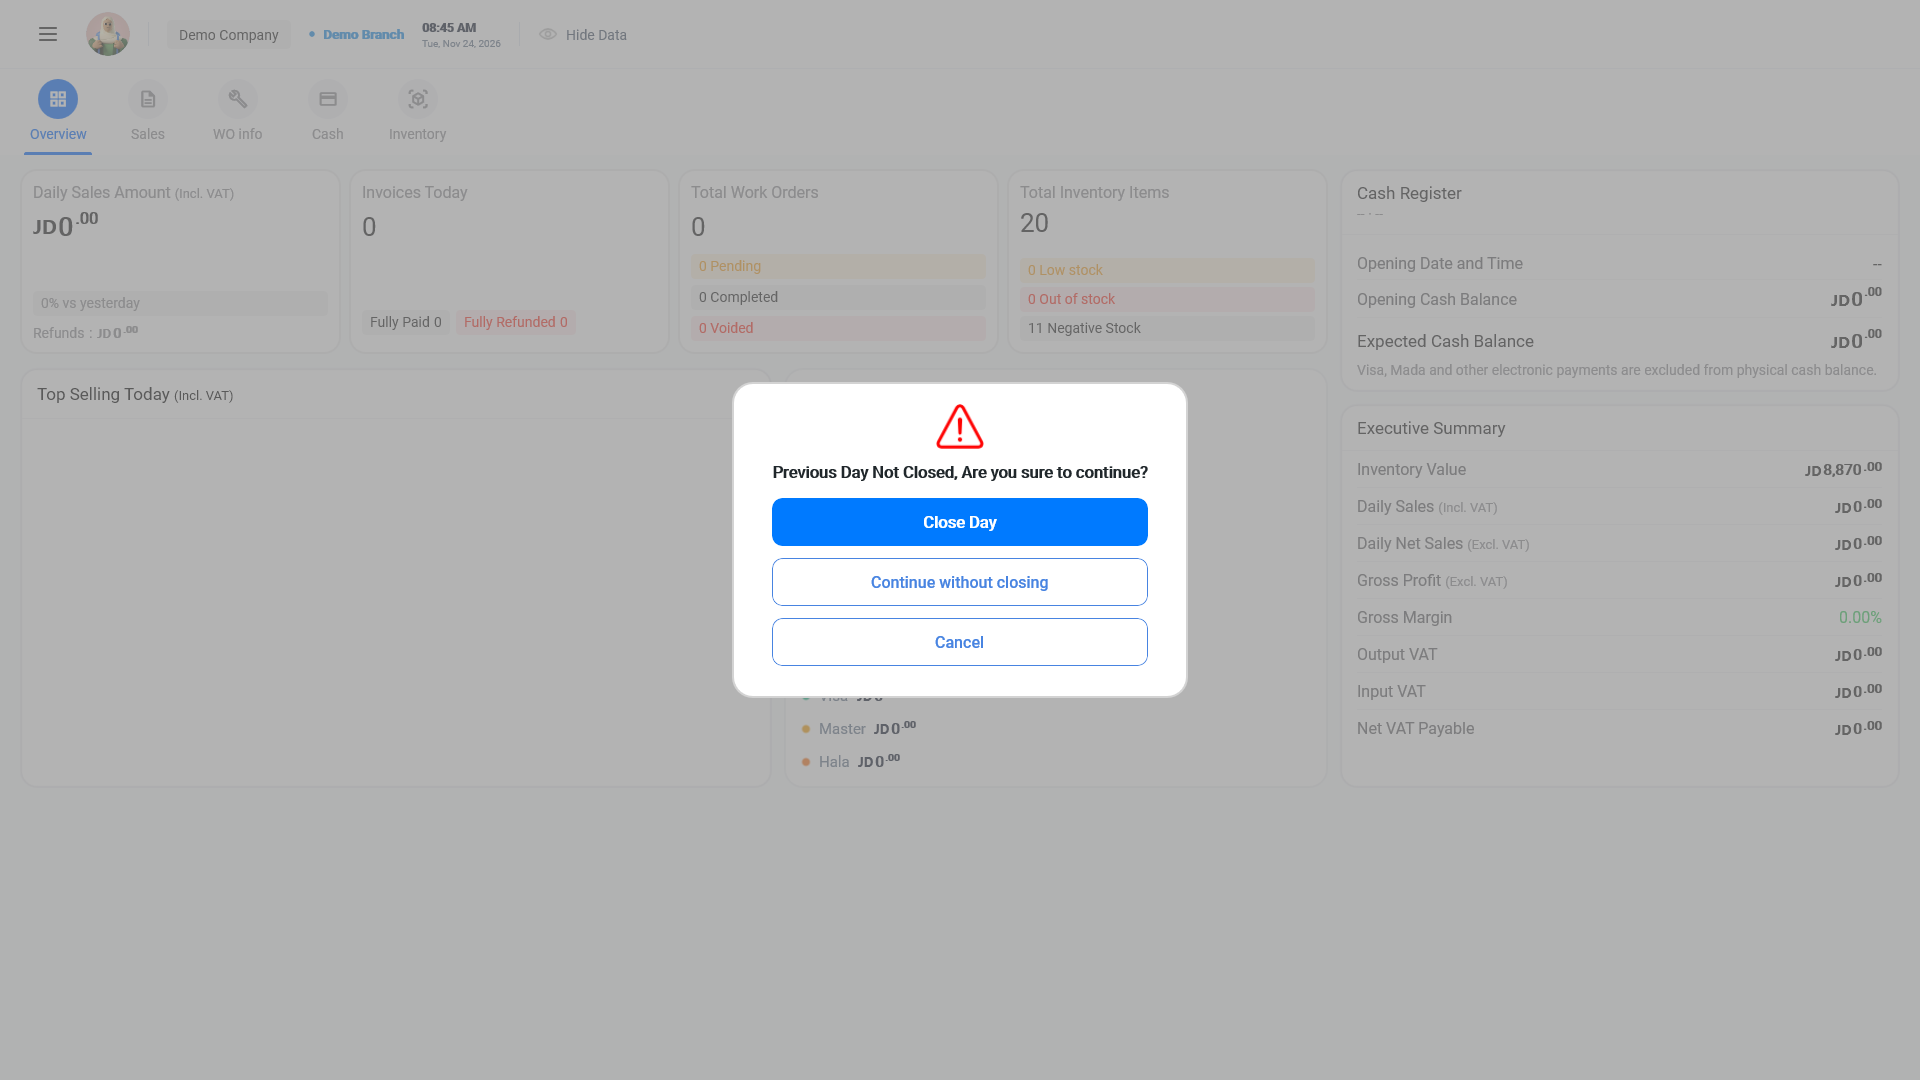 Demo Company
Demo Branch
08:45 AM
Tue, Nov 24, 2026
Hide Data
Overview
Sales
WO info
Cash
Inventory
Daily Sales Amount (Incl. VAT)
JD0.00
0% vs yesterday
Refunds : JD0.00
Invoices Today
0
Fully Paid 0
Fully Refunded 0
Total Work Orders
0
0 Pending
0 Completed
0 Voided
Total Inventory Items
20
0 Low stock
0 Out of stock
11 Negative Stock
Cash Register
-- · --
Opening Date and Time --
Opening Cash Balance JD0.00
Expected Cash Balance JD0.00
Visa, Mada and other electronic payments are excluded from physical cash balance.
Top Selling Today (Incl. VAT)
Previous Day Not Closed, Are you sure to continue?
Close Day
Continue without closing
Cancel
Master JD0.00
Hala JD0.00
Executive Summary
Inventory Value JD8,870.00
Daily Sales (Incl. VAT) JD0.00
Daily Net Sales (Excl. VAT) JD0.00
Gross Profit (Excl. VAT) JD0.00
Gross Margin 0.00%
Output VAT JD0.00
Input VAT JD0.00
Net VAT Payable JD0.00